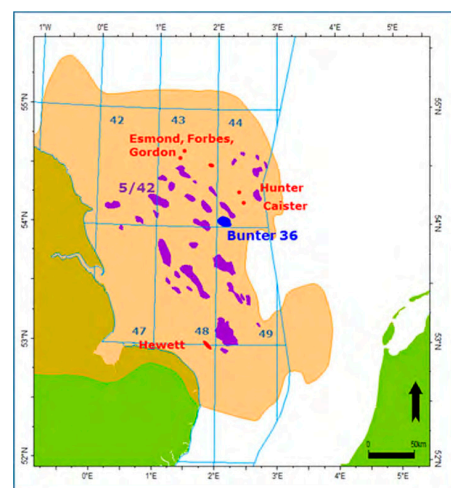 1°W 0°E 1°E 2°E 3°E 4°E 5°E
55°N 55°N
42 43 44
Esmond, Forbes,
Gordon
5/42
Hunter
Caister
54°N 54°N
Bunter 36
53°N 53°N
47 48 49
Hewett
50km
52°N 52°N
0°E 1°E 2°E 3°E 4°E 5°E